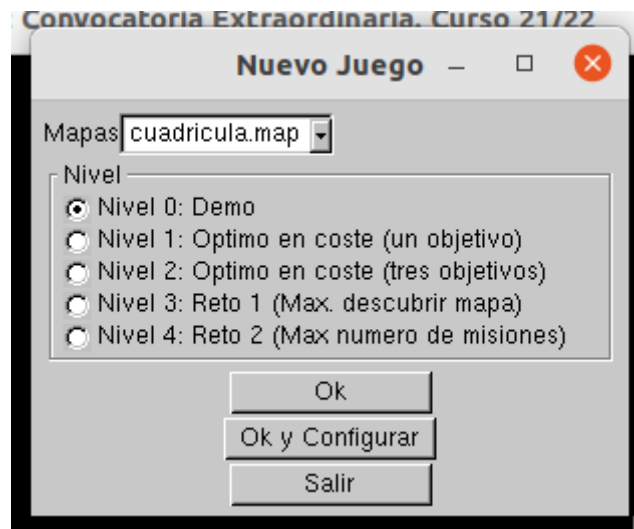 Convocatoria Extraordinaria. Curso 21/22
Nuevo Juego
Mapas cuadricula.map
Nivel
Nivel 0: Demo
Nivel 1: Optimo en coste (un objetivo)
Nivel 2: Optimo en coste (tres objetivos)
Nivel 3: Reto 1 (Max. descubrir mapa)
Nivel 4: Reto 2 (Max numero de misiones)
Ok
Ok y Configurar
Salir